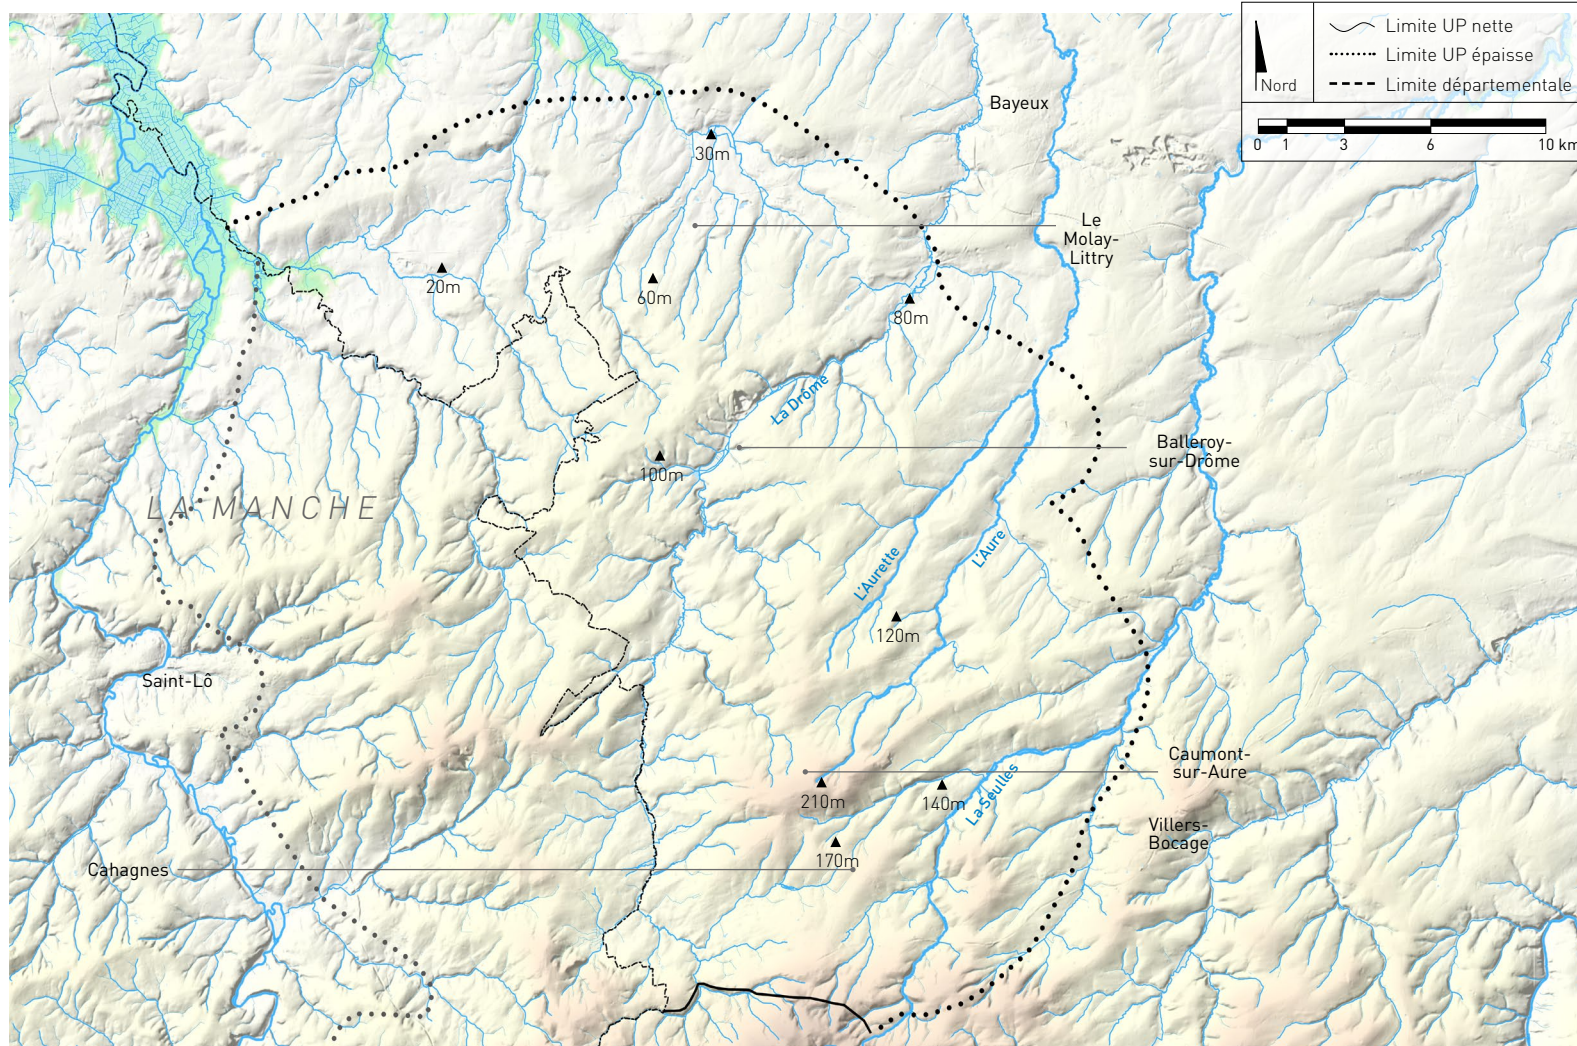 Limite UP nette
Limite UP épaisse
Limite départementale
Nord
0 1 3 6 10 km
Bayeux
30m
Le
Molay-
Littry
20m
60m
80m
La Drôme
Balleroy-
sur-Drôme
100m
LA MANCHE
L'Aurette
L'Aure
120m
Saint-Lô
Caumont-
sur-Aure
210m
140m
La Seulles
Villers-
Bocage
170m
Cahagnes